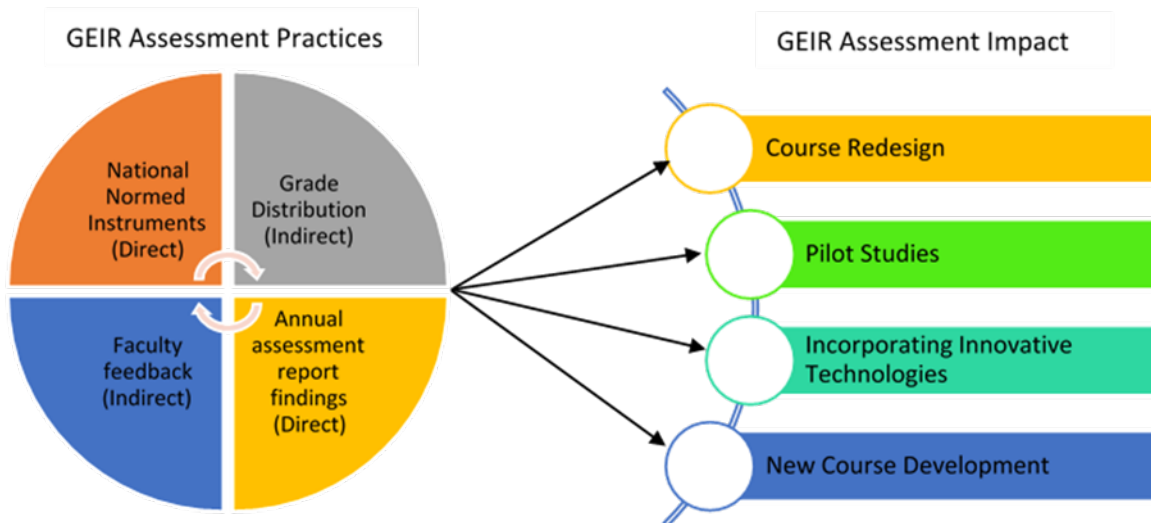 GEIR Assessment Practices
National
Normed
Instruments
(Direct)
Grade
Distribution
(Indirect)
Faculty
feedback
(Indirect)
Annual
assessment
report
findings
(Direct)
GEIR Assessment Impact
Course Redesign
Pilot Studies
Incorporating Innovative
Technologies
New Course Development